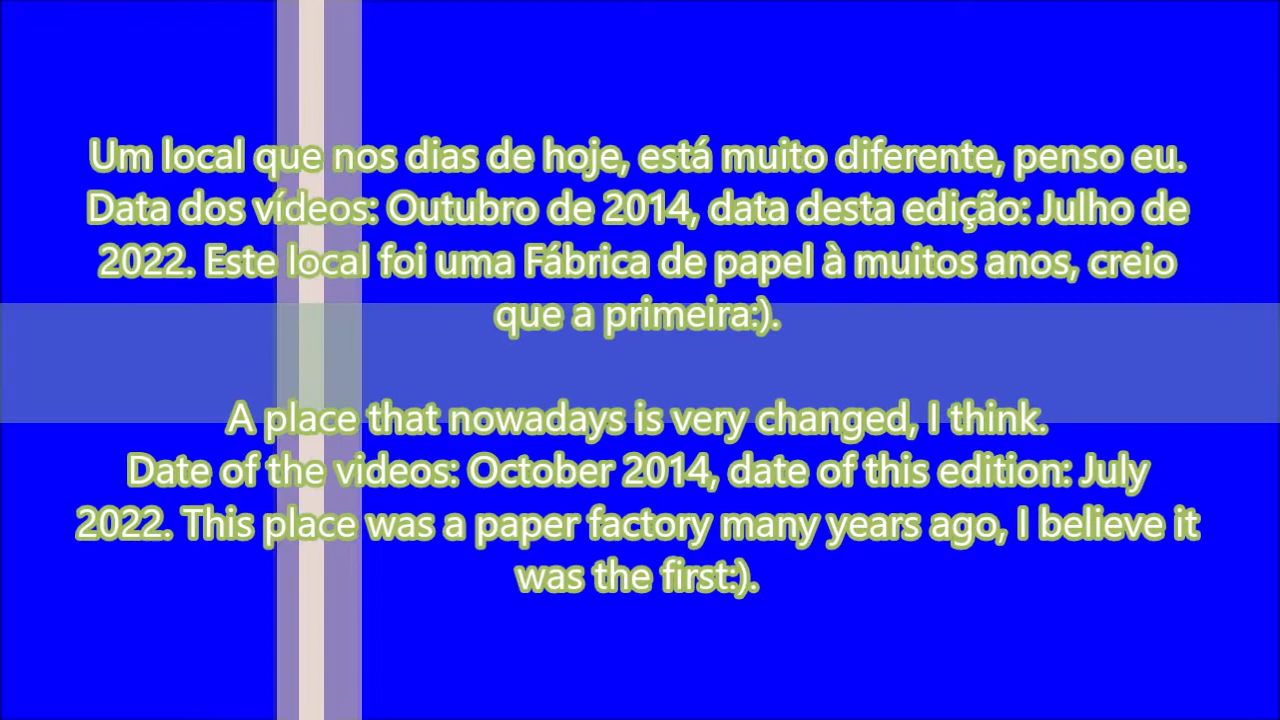 Um local que nos dias de hoje, está muito diferente, penso eu.
Data dos vídeos: Outubro de 2014, data desta edição: Julho de
2022. Este local foi uma Fábrica de papel à muitos anos, creio
que a primeira:).
A place that nowadays is very changed, I think.
Date of the videos: October 2014, date of this edition: July
2022. This place was a paper factory many years ago, I believe it
was the first:).